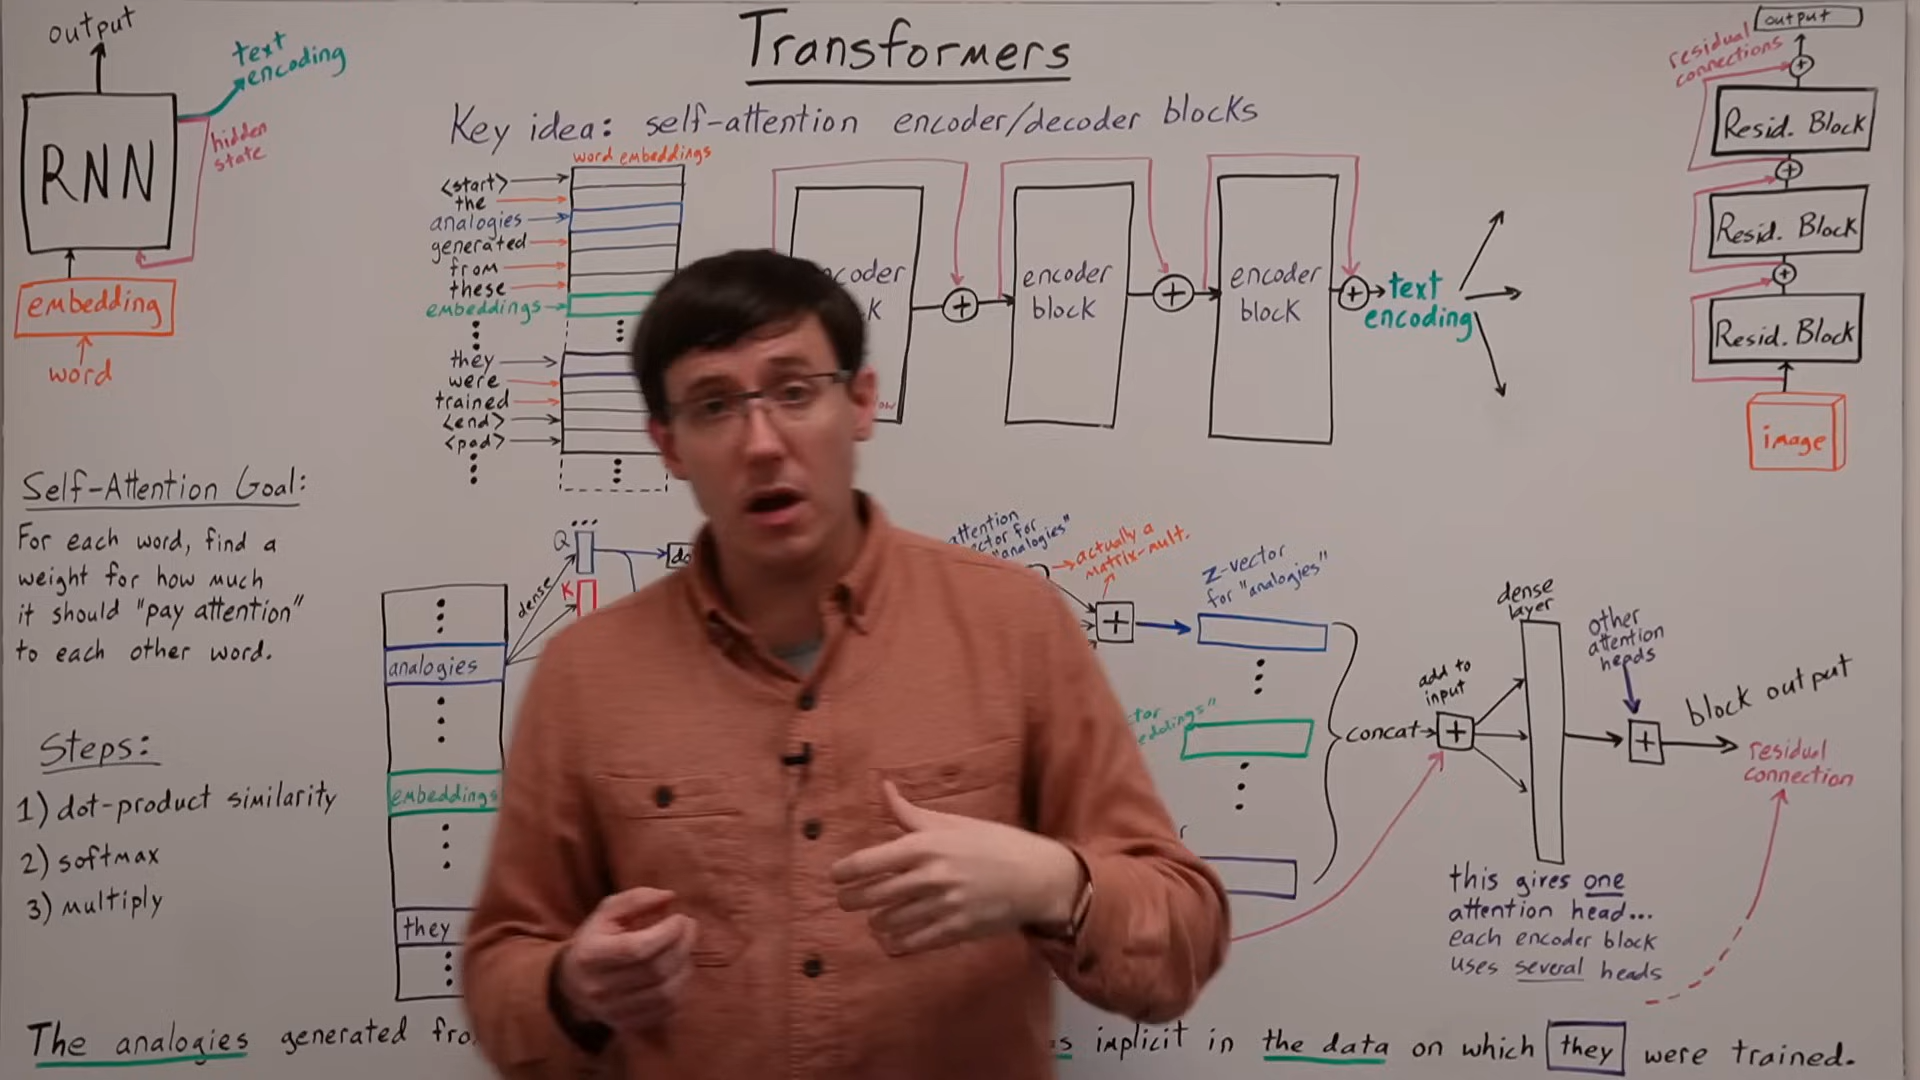 Transformers
Key idea: self-attention encoder/decoder blocks
output
text
encoding
RNN
hidden
state
embedding
word
word embeddings
<start>
the
analogies
generated
from
these
embeddings
they
were
trained
<end>
<pad>
encoder
block
encoder
block
text
encoding
output
residual
connections
Resid. Block
Resid. Block
Resid. Block
image
Self-Attention Goal:
For each word, find a
weight for how much
it should "pay attention"
to each other word.
Steps:
1) dot-product similarity
2) softmax
3) multiply
analogies
embeddings
they
dense
Q
K
attention
for
"analogies"
actually a
matrix-mult.
z-vector
for "analogies"
concat
add to
input
dense
layer
other
attention
heads
block output
residual
connection
this gives one
attention head...
each encoder block
uses several heads
The analogies generated
implicit in the data on which they were trained.